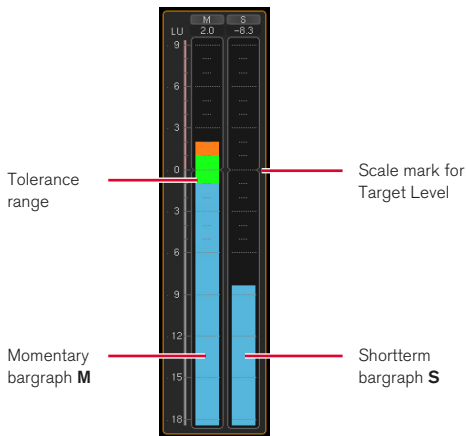 M S
LU 2.0 −8.3
9
6
3
0
3
6
9
12
15
18
Tolerance
range
Scale mark for
Target Level
Momentary
bargraph M
Shortterm
bargraph S